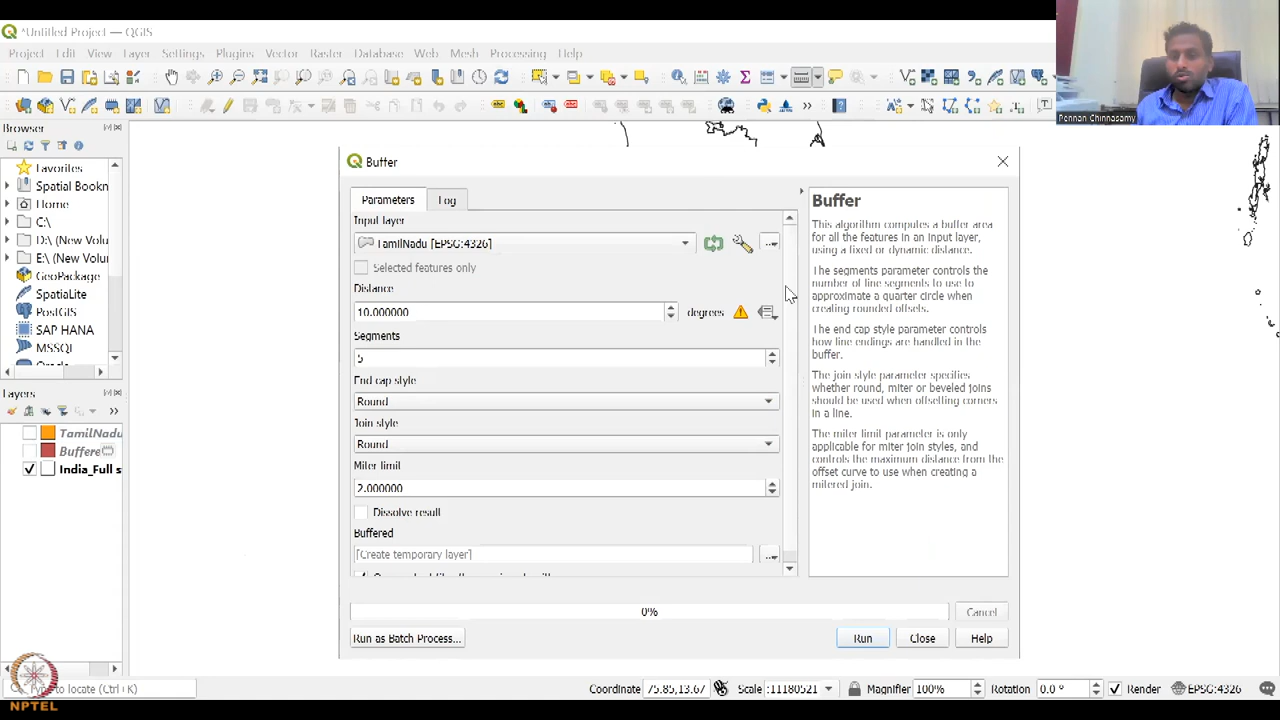 *Untitled Project — QGIS
Project Edit View Layer Settings Plugins Vector Raster Database Web Mesh Processing Help
Pennan Chinnasamy
Browser
Favorites
Spatial Bookn
Home
C:\
D:\ (New Volu
E:\ (New Volun
GeoPackage
SpatiaLite
PostGIS
SAP HANA
MSSQL
Layers
TamilNadu
Buffere
India_Full s
Buffer
Parameters Log
Input layer
TamilNadu [EPSG:4326]
Selected features only
Distance
10.000000
degrees
Segments
5
End cap style
Round
Join style
Round
Miter limit
2.000000
Dissolve result
Buffered
[Create temporary layer]
Buffer
This algorithm computes a buffer area
for all the features in an input layer,
using a fixed or dynamic distance.
The segments parameter controls the
number of line segments to use to
approximate a quarter circle when
creating rounded offsets.
The end cap style parameter controls
how line endings are handled in the
buffer.
The join style parameter specifies
whether round, miter or beveled joins
should be used when offsetting corners
in a line.
The miter limit parameter is only
applicable for miter join styles, and
controls the maximum distance from the
offset curve to use when creating a
mitered join.
0%
Cancel
Run as Batch Process...
Run
Close
Help
to locate (Ctrl+K)
Coordinate 75.85,13.67
Scale :11180521
Magnifier 100%
Rotation 0.0 °
Render
EPSG:4326
NPTEL